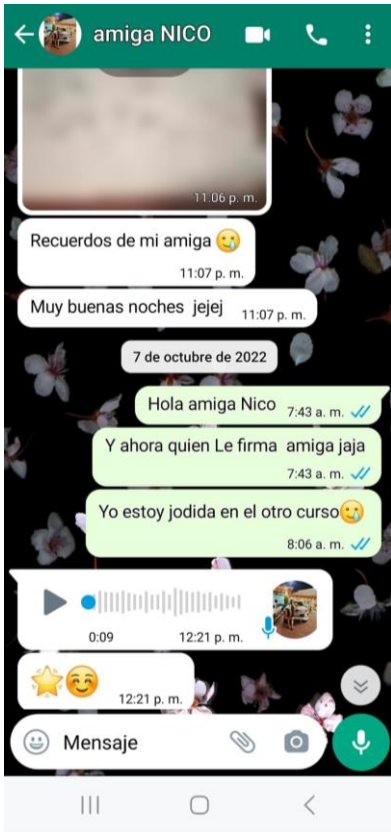 amiga NICO
11:06 p. m.
Recuerdos de mi amiga 🥲
11:07 p. m.
Muy buenas noches jejej 11:07 p. m.
7 de octubre de 2022
Hola amiga Nico 7:43 a. m.
Y ahora quien Le firma amiga jaja
7:43 a. m.
Yo estoy jodida en el otro curso🥲
8:06 a. m.
0:09 12:21 p. m.
🌟☺️ 12:21 p. m.
Mensaje